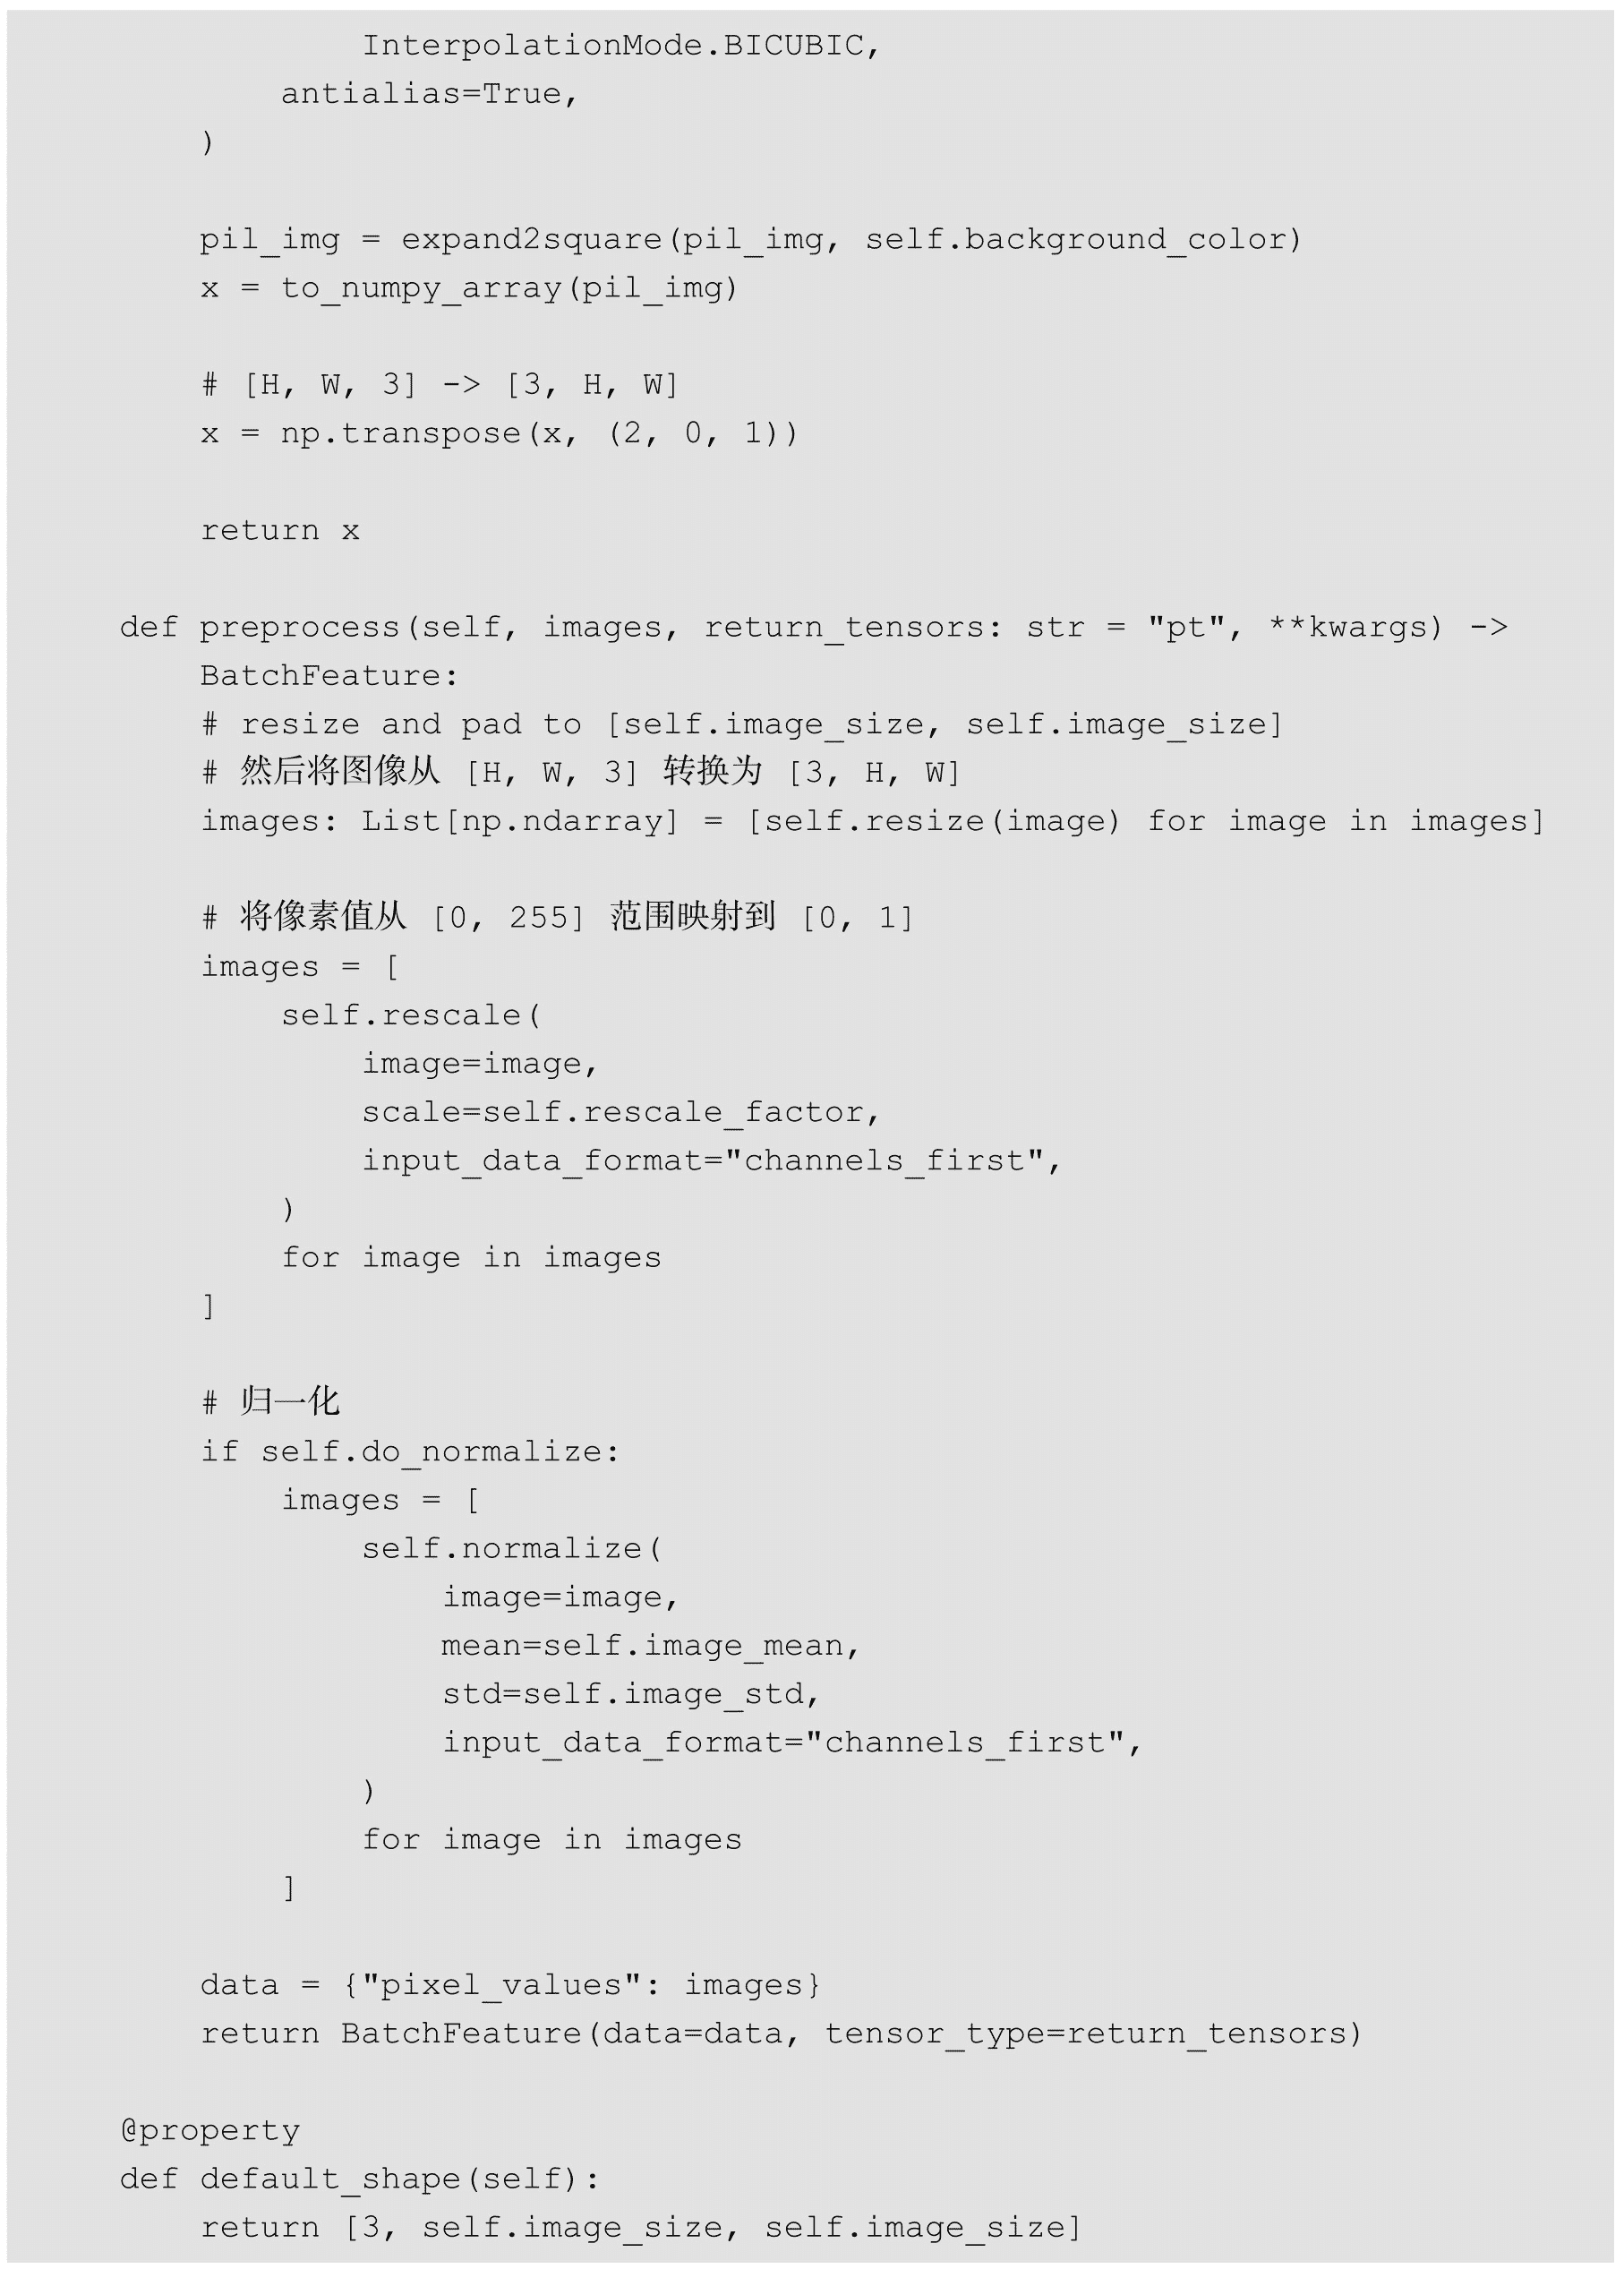 InterpolationMode.BICUBIC,
        antialias=True,
    )

    pil_img = expand2square(pil_img, self.background_color)
    x = to_numpy_array(pil_img)

    # [H, W, 3] -> [3, H, W]
    x = np.transpose(x, (2, 0, 1))

    return x

def preprocess(self, images, return_tensors: str = "pt", **kwargs) ->
    BatchFeature:
    # resize and pad to [self.image_size, self.image_size]
    # 然后将图像从 [H, W, 3] 转换为 [3, H, W]
    images: List[np.ndarray] = [self.resize(image) for image in images]

    # 将像素值从 [0, 255] 范围映射到 [0, 1]
    images = [
        self.rescale(
            image=image,
            scale=self.rescale_factor,
            input_data_format="channels_first",
        )
        for image in images
    ]

    # 归一化
    if self.do_normalize:
        images = [
            self.normalize(
                image=image,
                mean=self.image_mean,
                std=self.image_std,
                input_data_format="channels_first",
            )
            for image in images
        ]

    data = {"pixel_values": images}
    return BatchFeature(data=data, tensor_type=return_tensors)

@property
def default_shape(self):
    return [3, self.image_size, self.image_size]